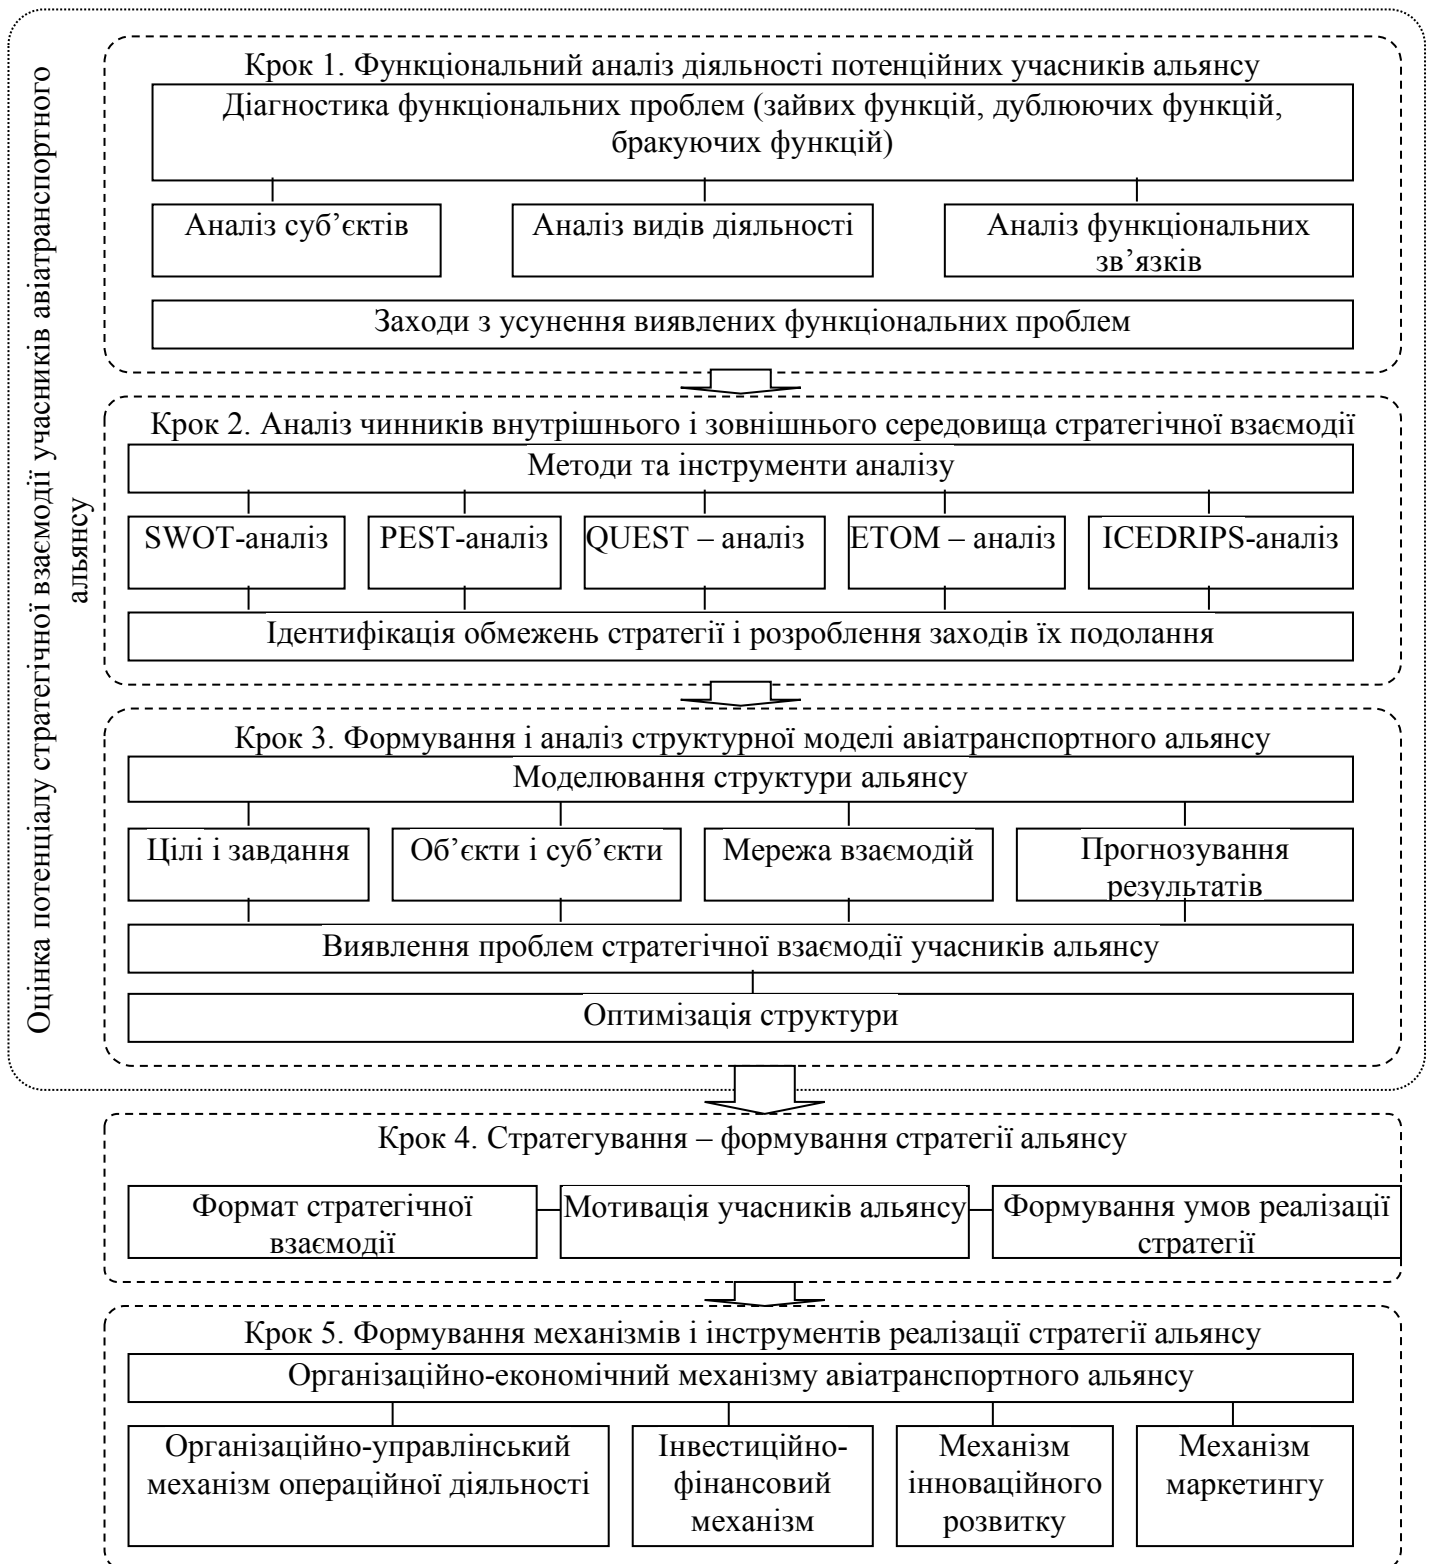 Оцінка потенціалу стратегічної взаємодії учасників авіатранспортного
альянсу
Крок 1. Функціональний аналіз діяльності потенційних учасників альянсу
Діагностика функціональних проблем (зайвих функцій, дублюючих функцій,
бракуючих функцій)
Аналіз суб’єктів
Аналіз видів діяльності
Аналіз функціональних
зв’язків
Заходи з усунення виявлених функціональних проблем
Крок 2. Аналіз чинників внутрішнього і зовнішнього середовища стратегічної взаємодії
Методи та інструменти аналізу
SWOT-аналіз
PEST-аналіз
QUEST – аналіз
ETOM – аналіз
ICEDRIPS-аналіз
Ідентифікація обмежень стратегії і розроблення заходів їх подолання
Крок 3. Формування і аналіз структурної моделі авіатранспортного альянсу
Моделювання структури альянсу
Цілі і завдання
Об’єкти і суб’єкти
Мережа взаємодій
Прогнозування
результатів
Виявлення проблем стратегічної взаємодії учасників альянсу
Оптимізація структури
Крок 4. Стратегування – формування стратегії альянсу
Формат стратегічної
взаємодії
Мотивація учасників альянсу
Формування умов реалізації
стратегії
Крок 5. Формування механізмів і інструментів реалізації стратегії альянсу
Організаційно-економічний механізму авіатранспортного альянсу
Організаційно-управлінський
механізм операційної діяльності
Інвестиційно-
фінансовий
механізм
Механізм
інноваційного
розвитку
Механізм
маркетингу